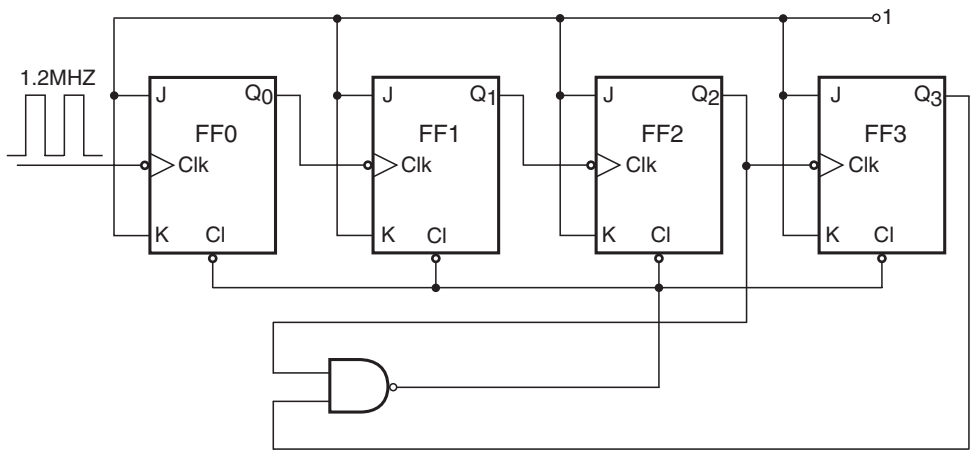 1
1.2MHZ
J Q0 J Q1 J Q2 J Q3
FF0 FF1 FF2 FF3
Clk Clk Clk Clk
K Cl K Cl K Cl K Cl